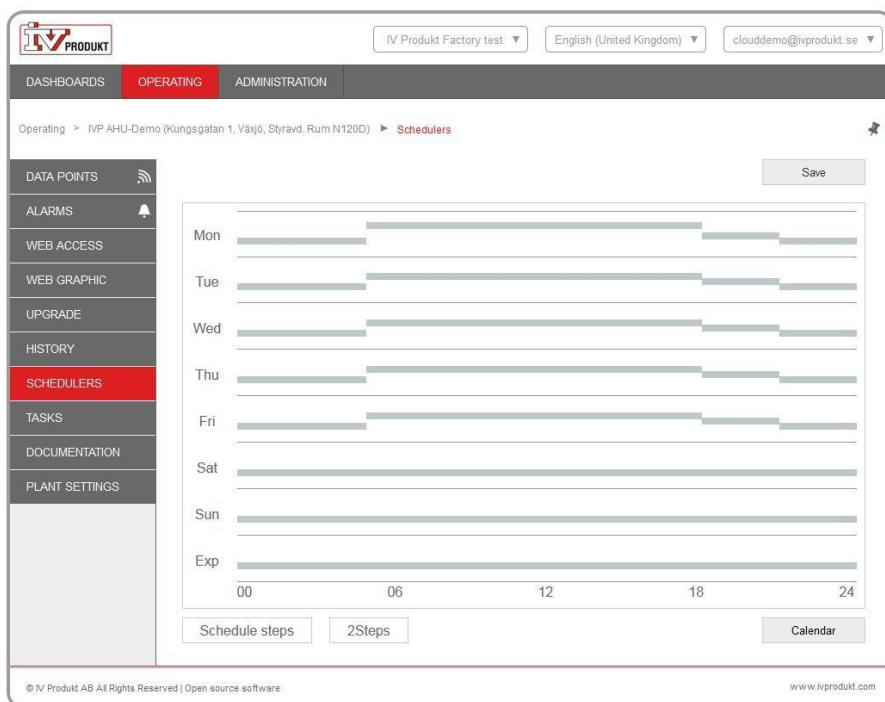 IV PRODUKT
IV Produkt Factory test ▼
English (United Kingdom) ▼
clouddemo@ivprodukt.se ▼
DASHBOARDS
OPERATING
ADMINISTRATION
Operating > IVP AHU-Demo (Kungsgatan 1, Växjö, Styravd. Rum N120D) ► Schedulers
DATA POINTS
ALARMS
WEB ACCESS
WEB GRAPHIC
UPGRADE
HISTORY
SCHEDULERS
TASKS
DOCUMENTATION
PLANT SETTINGS
Save
Mon
Tue
Wed
Thu
Fri
Sat
Sun
Exp
00 06 12 18 24
Schedule steps
2Steps
Calendar
© IV Produkt AB All Rights Reserved | Open source software
www.ivprodukt.com